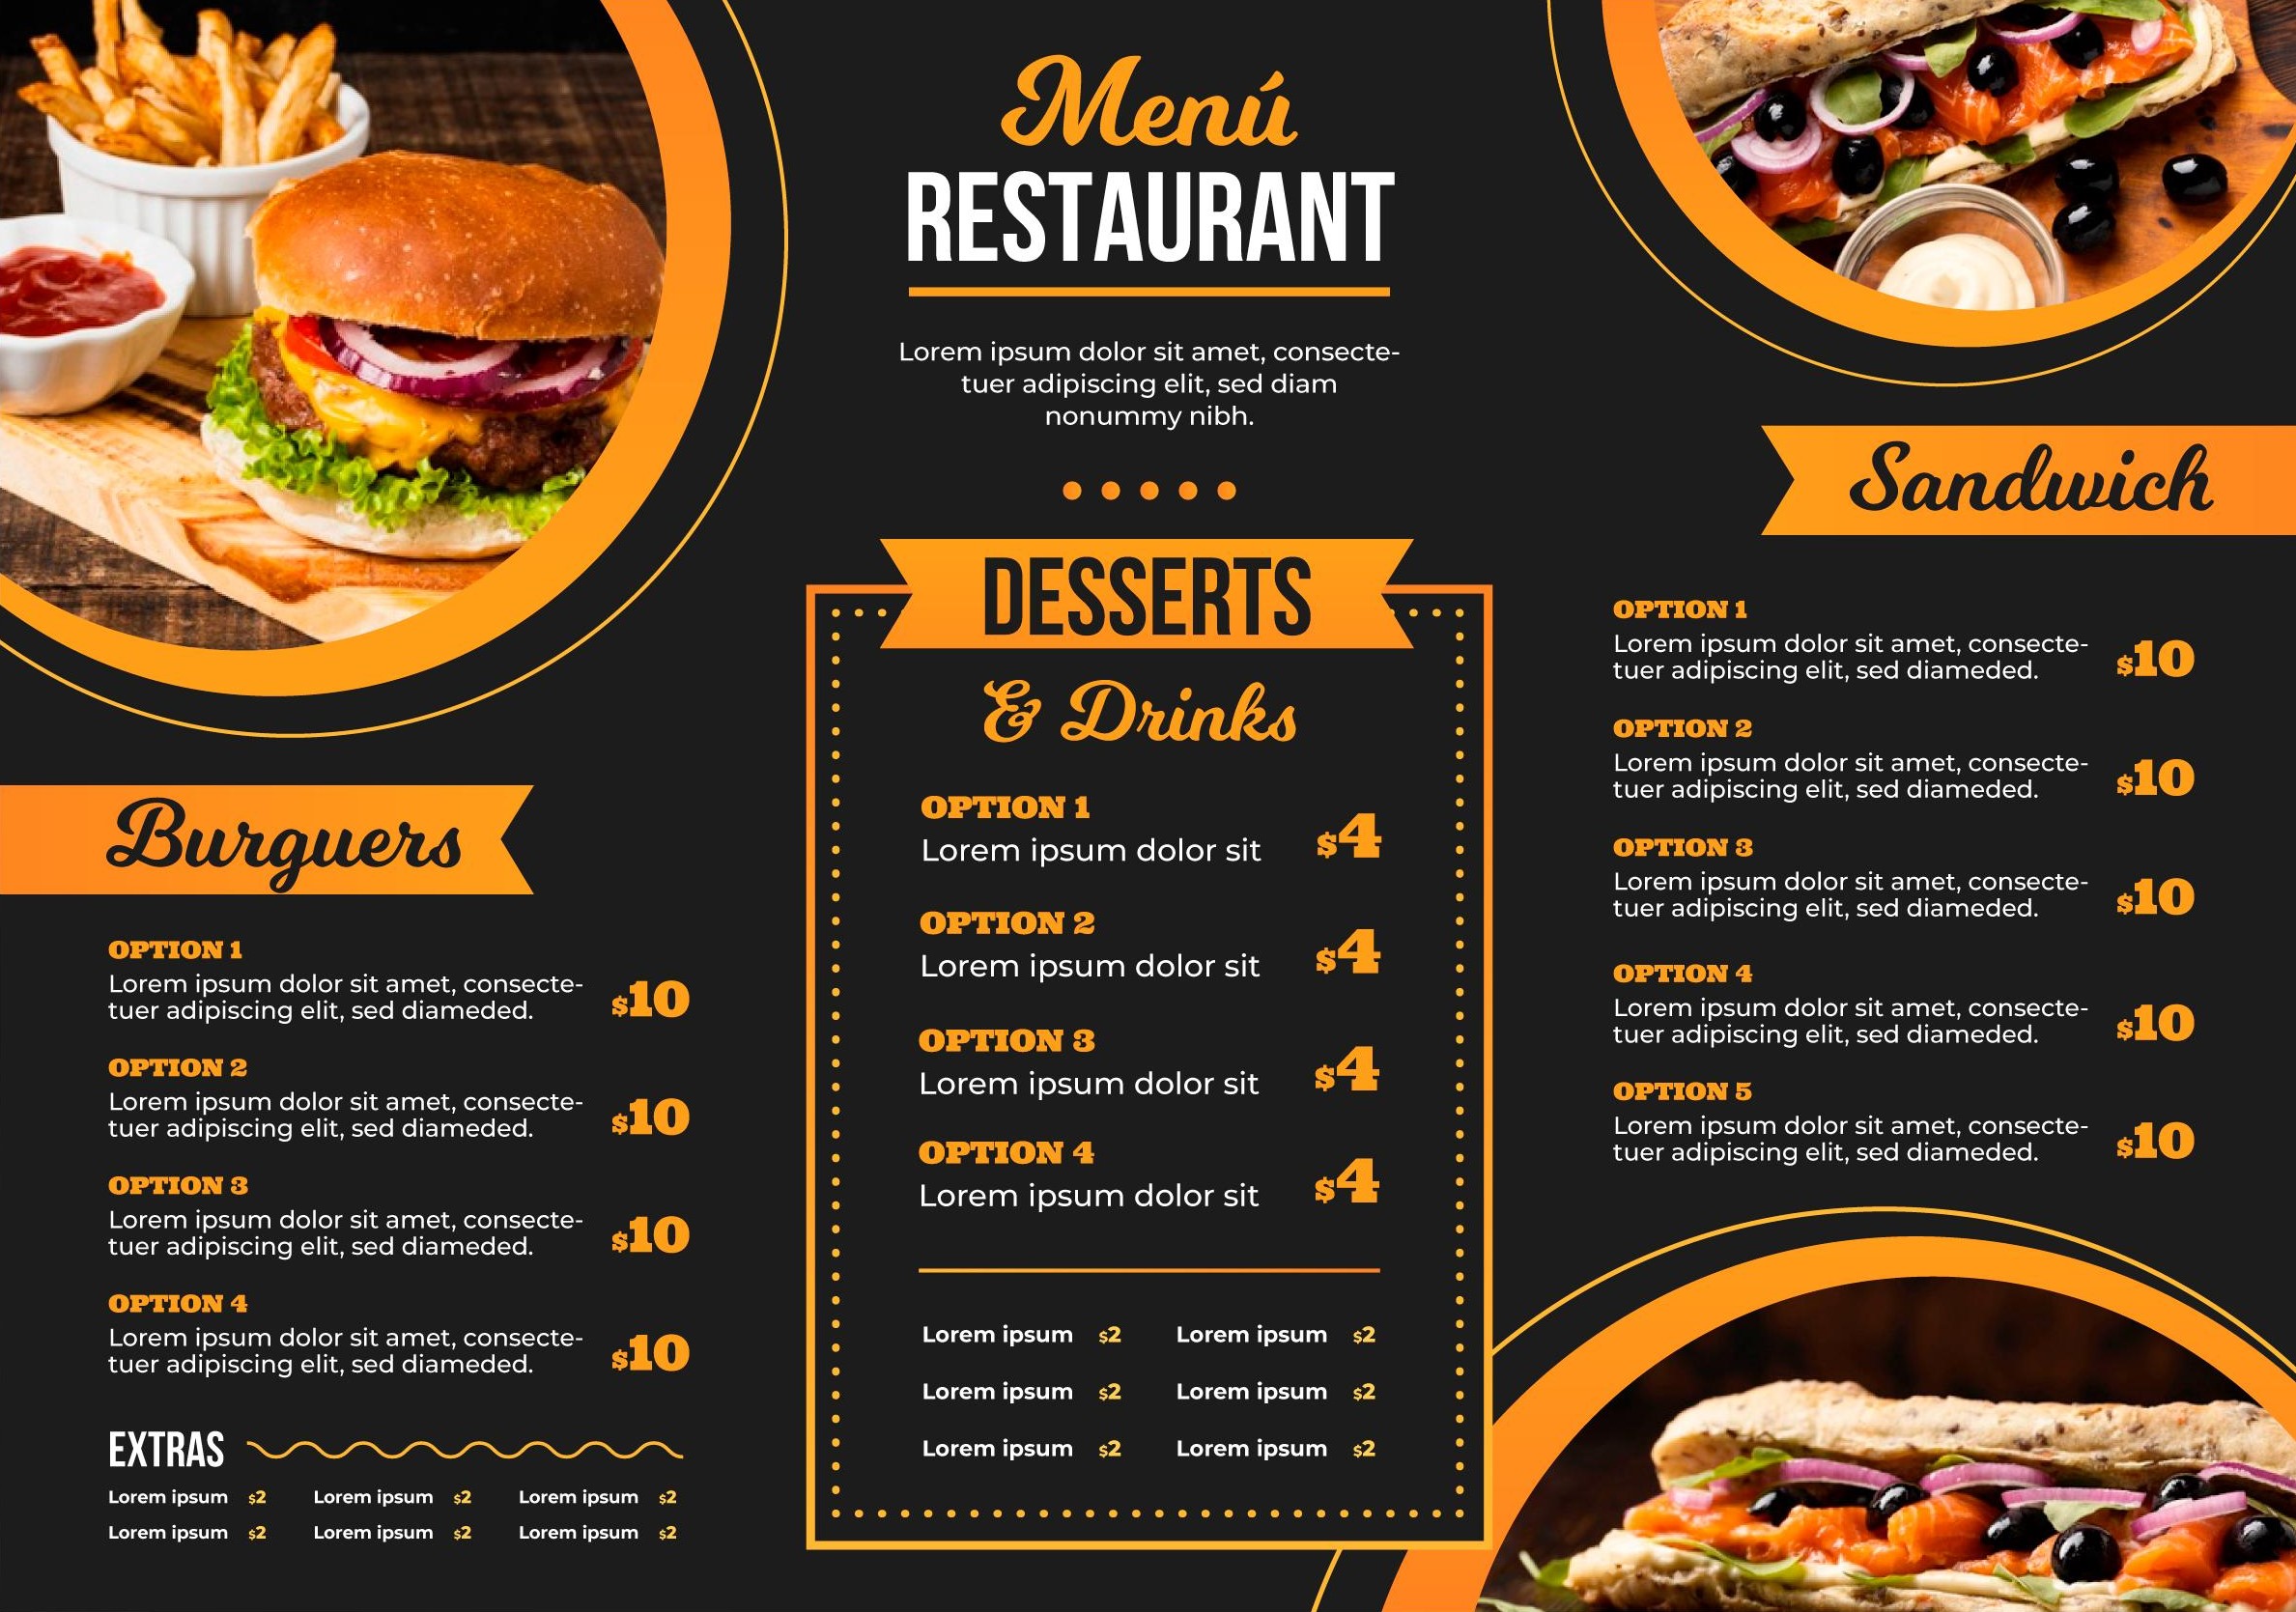 Menú
RESTAURANT
Lorem ipsum dolor sit amet, consecte-
tuer adipiscing elit, sed diam
nonummy nibh.
Burguers
OPTION 1
Lorem ipsum dolor sit amet, consecte-
tuer adipiscing elit, sed diameded.
$10
OPTION 2
Lorem ipsum dolor sit amet, consecte-
tuer adipiscing elit, sed diameded.
$10
OPTION 3
Lorem ipsum dolor sit amet, consecte-
tuer adipiscing elit, sed diameded.
$10
OPTION 4
Lorem ipsum dolor sit amet, consecte-
tuer adipiscing elit, sed diameded.
$10
EXTRAS
Lorem ipsum $2 Lorem ipsum $2 Lorem ipsum $2
Lorem ipsum $2 Lorem ipsum $2 Lorem ipsum $2
DESSERTS
& Drinks
OPTION 1
Lorem ipsum dolor sit $4
OPTION 2
Lorem ipsum dolor sit $4
OPTION 3
Lorem ipsum dolor sit $4
OPTION 4
Lorem ipsum dolor sit $4
Lorem ipsum $2 Lorem ipsum $2
Lorem ipsum $2 Lorem ipsum $2
Lorem ipsum $2 Lorem ipsum $2
Sandwich
OPTION 1
Lorem ipsum dolor sit amet, consecte-
tuer adipiscing elit, sed diameded.
$10
OPTION 2
Lorem ipsum dolor sit amet, consecte-
tuer adipiscing elit, sed diameded.
$10
OPTION 3
Lorem ipsum dolor sit amet, consecte-
tuer adipiscing elit, sed diameded.
$10
OPTION 4
Lorem ipsum dolor sit amet, consecte-
tuer adipiscing elit, sed diameded.
$10
OPTION 5
Lorem ipsum dolor sit amet, consecte-
tuer adipiscing elit, sed diameded.
$10